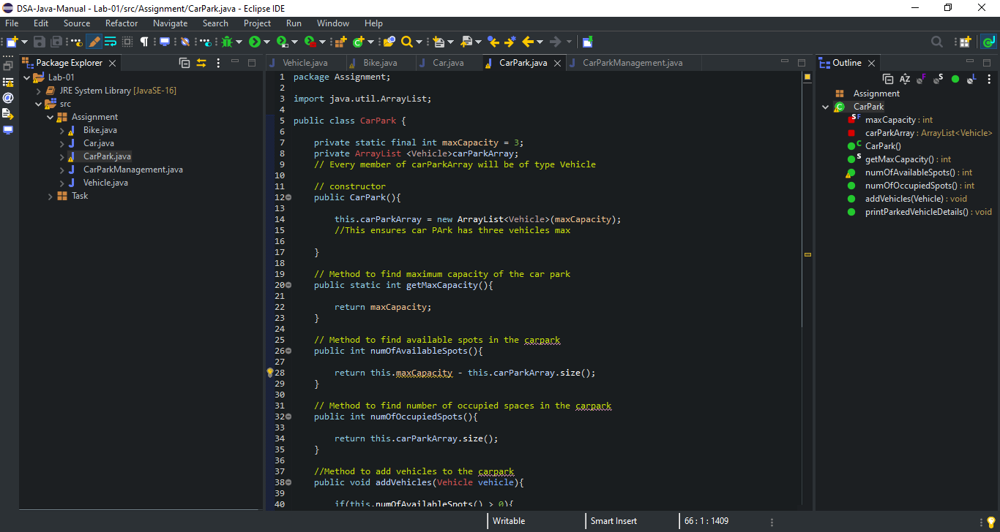 DSA-Java-Manual - Lab-01/src/Assignment/CarPark.java - Eclipse IDE
File Edit Source Refactor Navigate Search Project Run Window Help
Package Explorer
Lab-01
JRE System Library [JavaSE-16]
src
Assignment
Bike.java
Car.java
CarPark.java
CarParkManagement.java
Vehicle.java
Task
Vehicle.java Bike.java Car.java CarPark.java CarParkManagement.java
1 package Assignment;
2
3 import java.util.ArrayList;
4
5 public class CarPark {
6
7 private static final int maxCapacity = 3;
8 private ArrayList <Vehicle>carParkArray;
9 // Every member of carParkArray will be of type Vehicle
10
11 // constructor
12 public CarPark(){
13
14 this.carParkArray = new ArrayList<Vehicle>(maxCapacity);
15 //This ensures car PArk has three vehicles max
16
17 }
18
19 // Method to find maximum capacity of the car park
20 public static int getMaxCapacity(){
21
22 return maxCapacity;
23 }
24
25 // Method to find available spots in the carpark
26 public int numOfAvailableSpots(){
27
28 return this.maxCapacity - this.carParkArray.size();
29 }
30
31 // Method to find number of occupied spaces in the carpark
32 public int numOfOccupiedSpots(){
33
34 return this.carParkArray.size();
35 }
36
37 //Method to add vehicles to the carpark
38 public void addVehicles(Vehicle vehicle){
39
40 if(this.numOfAvailableSpots() > 0){
Outline
Assignment
CarPark
maxCapacity : int
carParkArray : ArrayList<Vehicle>
CarPark()
getMaxCapacity() : int
numOfAvailableSpots() : int
numOfOccupiedSpots() : int
addVehicles(Vehicle) : void
printParkedVehicleDetails() : void
Writable Smart Insert 66 : 1 : 1409